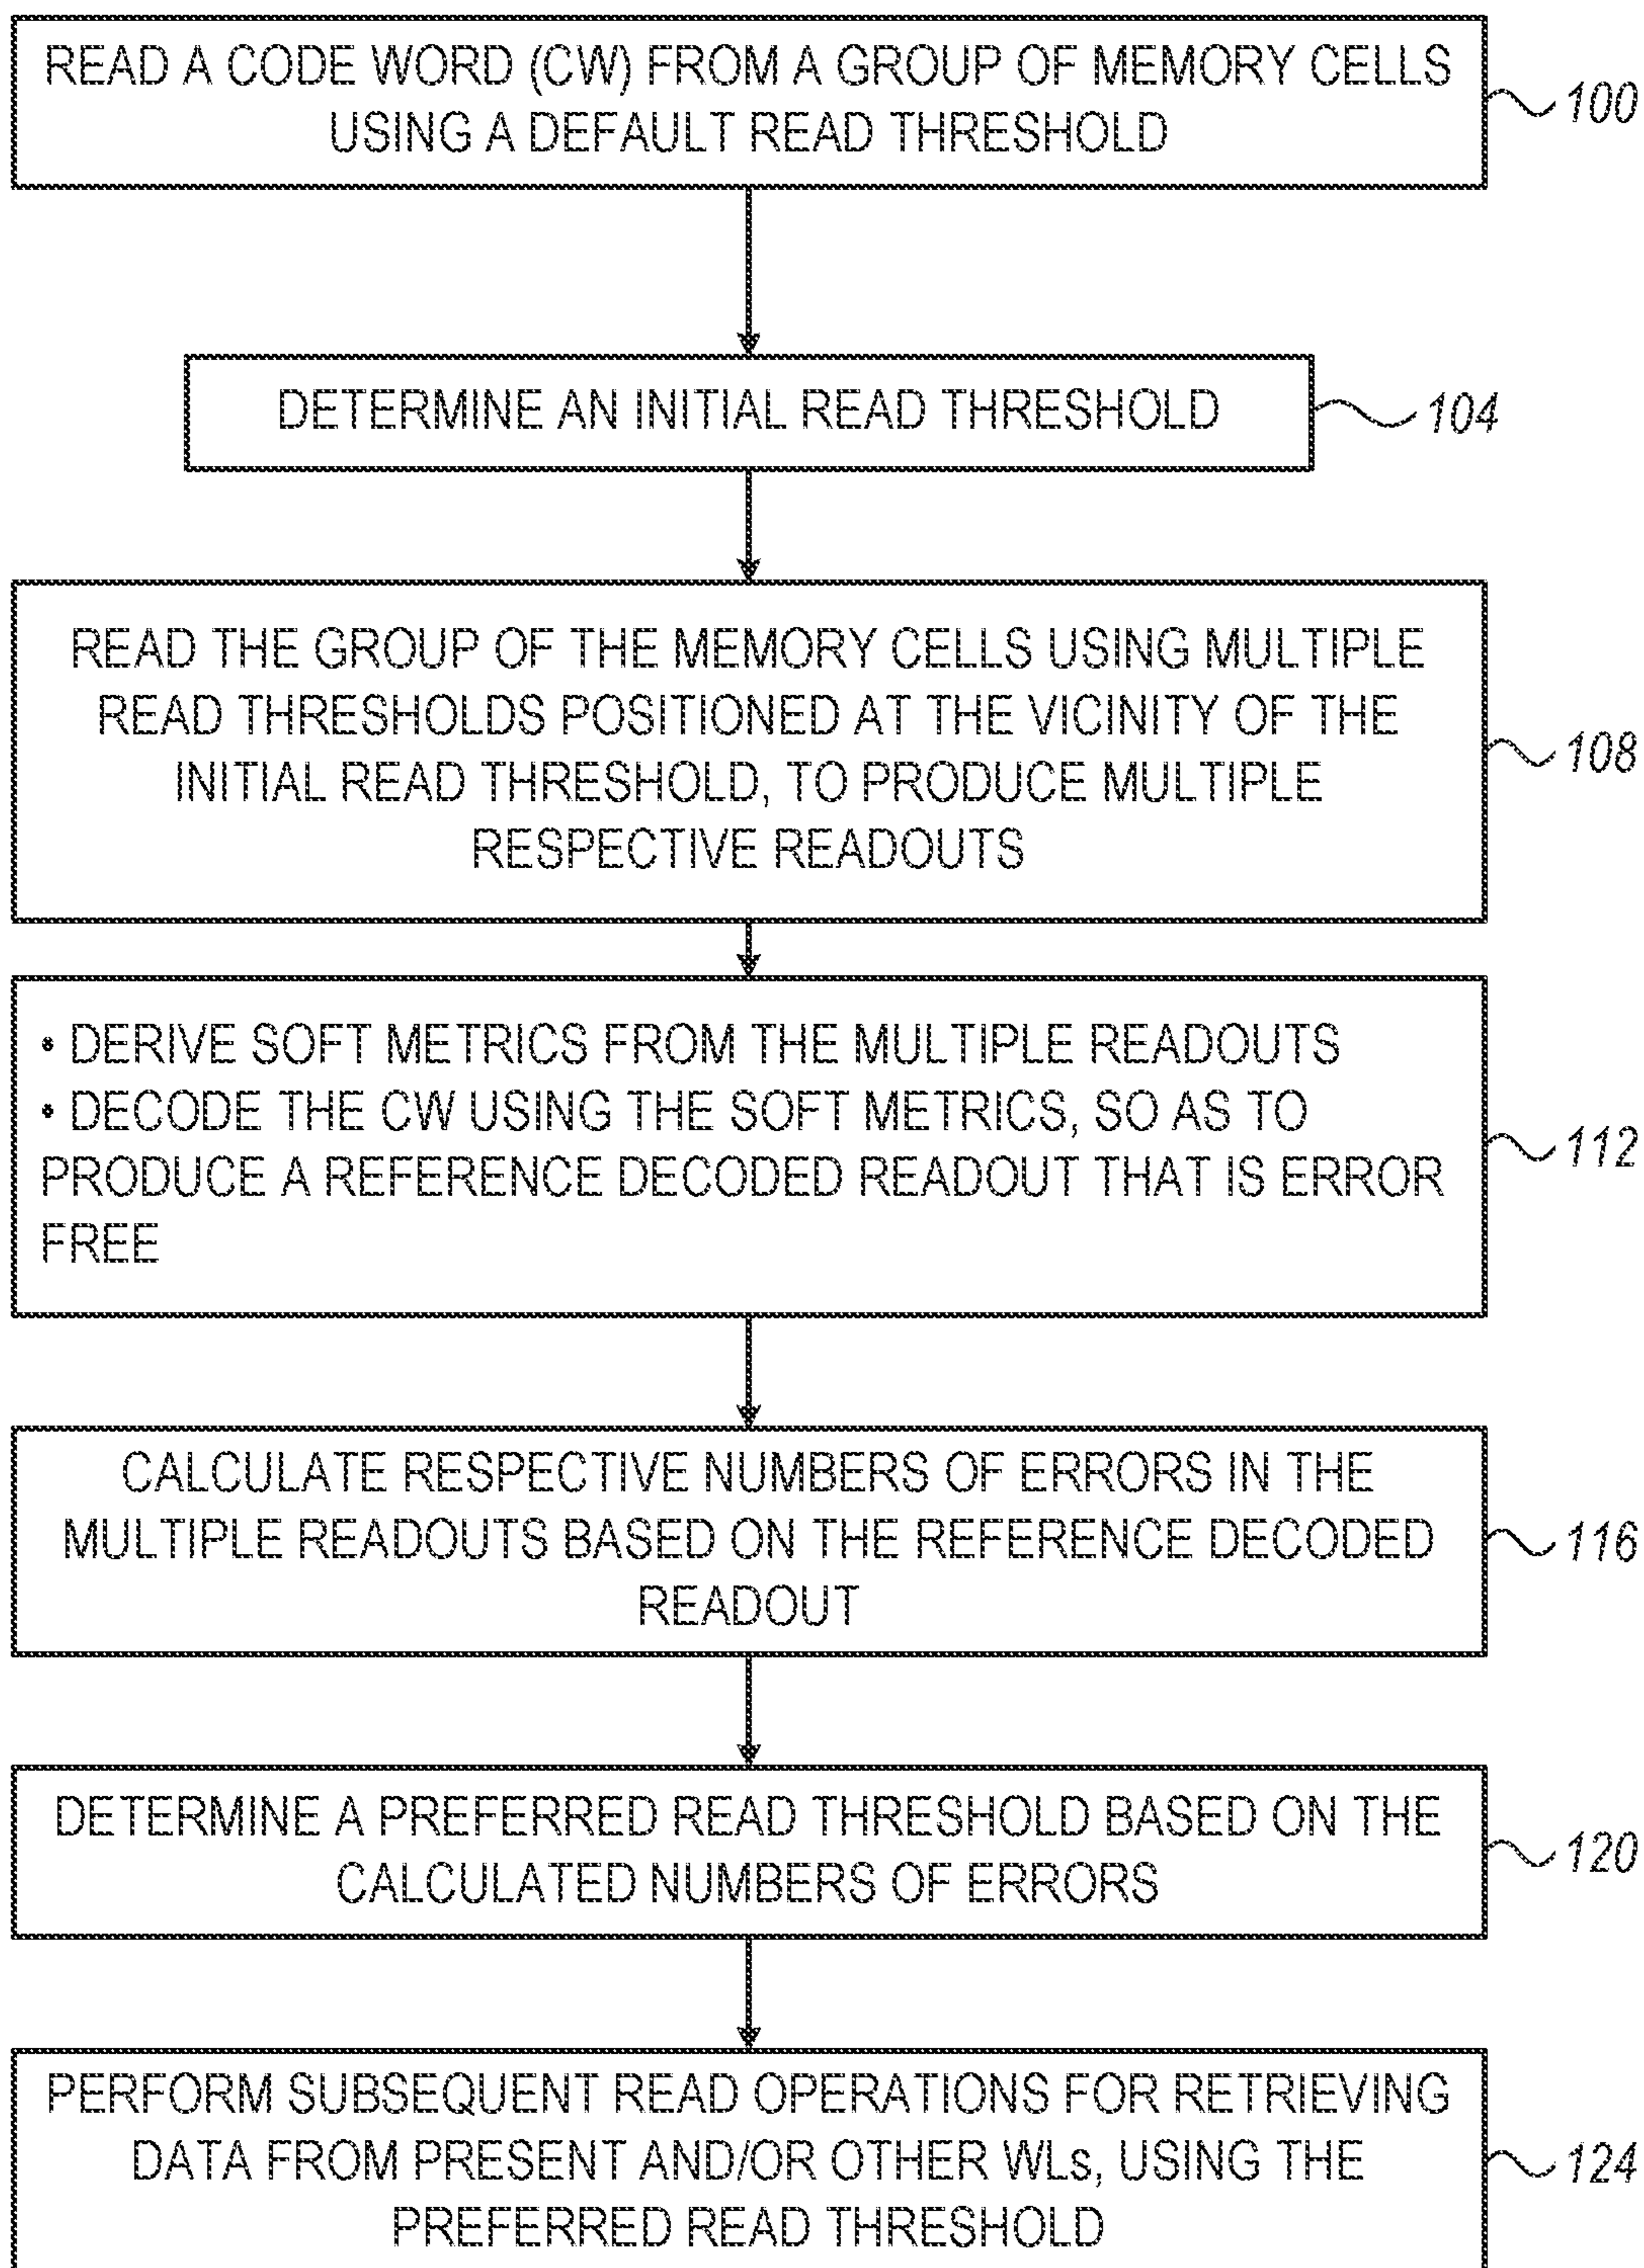 READ A CODE WORD (CW) FROM A GROUP OF MEMORY CELLS
USING A DEFAULT READ THRESHOLD
100
DETERMINE AN INITIAL READ THRESHOLD
104
READ THE GROUP OF THE MEMORY CELLS USING MULTIPLE
READ THRESHOLDS POSITIONED AT THE VICINITY OF THE
INITIAL READ THRESHOLD, TO PRODUCE MULTIPLE
RESPECTIVE READOUTS
108
• DERIVE SOFT METRICS FROM THE MULTIPLE READOUTS
• DECODE THE CW USING THE SOFT METRICS, SO AS TO
PRODUCE A REFERENCE DECODED READOUT THAT IS ERROR
FREE
112
CALCULATE RESPECTIVE NUMBERS OF ERRORS IN THE
MULTIPLE READOUTS BASED ON THE REFERENCE DECODED
READOUT
116
DETERMINE A PREFERRED READ THRESHOLD BASED ON THE
CALCULATED NUMBERS OF ERRORS
120
PERFORM SUBSEQUENT READ OPERATIONS FOR RETRIEVING
DATA FROM PRESENT AND/OR OTHER WLs, USING THE
PREFERRED READ THRESHOLD
124